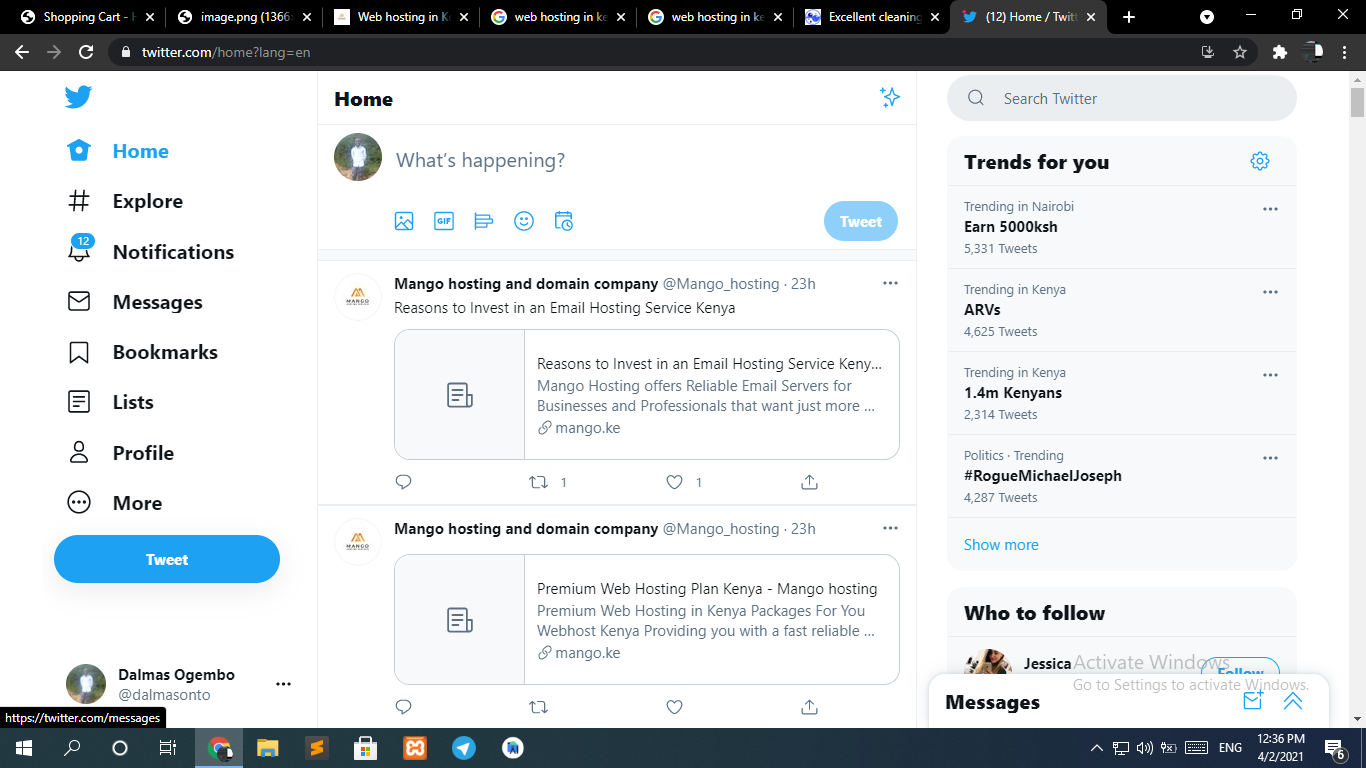 Shopping Cart - H
image.png (1366×
Web hosting in Ke
web hosting in ke
web hosting in ke
Excellent cleaning
(12) Home / Twitt
twitter.com/home?lang=en
Home
Explore
12
Notifications
Messages
Bookmarks
Lists
Profile
More
Tweet
Dalmas Ogembo
@dalmasonto
https://twitter.com/messages
Home
What's happening?
GIF
Tweet
Mango hosting and domain company @Mango_hosting · 23h
Reasons to Invest in an Email Hosting Service Kenya
MANGO
Reasons to Invest in an Email Hosting Service Keny...
Mango Hosting offers Reliable Email Servers for
Businesses and Professionals that want just more ...
mango.ke
1
1
Mango hosting and domain company @Mango_hosting · 23h
MANGO
Premium Web Hosting Plan Kenya - Mango hosting
Premium Web Hosting in Kenya Packages For You
Webhost Kenya Providing you with a fast reliable ...
mango.ke
Search Twitter
Trends for you
Trending in Nairobi
Earn 5000ksh
5,331 Tweets
Trending in Kenya
ARVs
4,625 Tweets
Trending in Kenya
1.4m Kenyans
2,314 Tweets
Politics · Trending
#RogueMichaelJoseph
4,287 Tweets
Show more
Who to follow
Jessica
Follow
Activate Windows
Go to Settings to activate Windows.
Messages
ENG
12:36 PM
4/2/2021
6